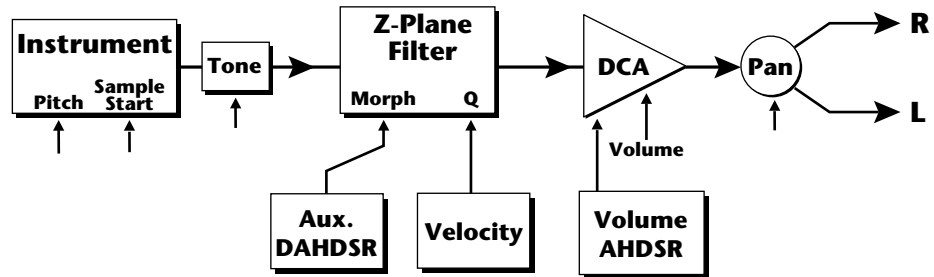 Instrument
Pitch
Sample
Start
Tone
Z-Plane
Filter
Morph
Q
DCA
Volume
Pan
R
L
Aux.
DAHDSR
Velocity
Volume
AHDSR